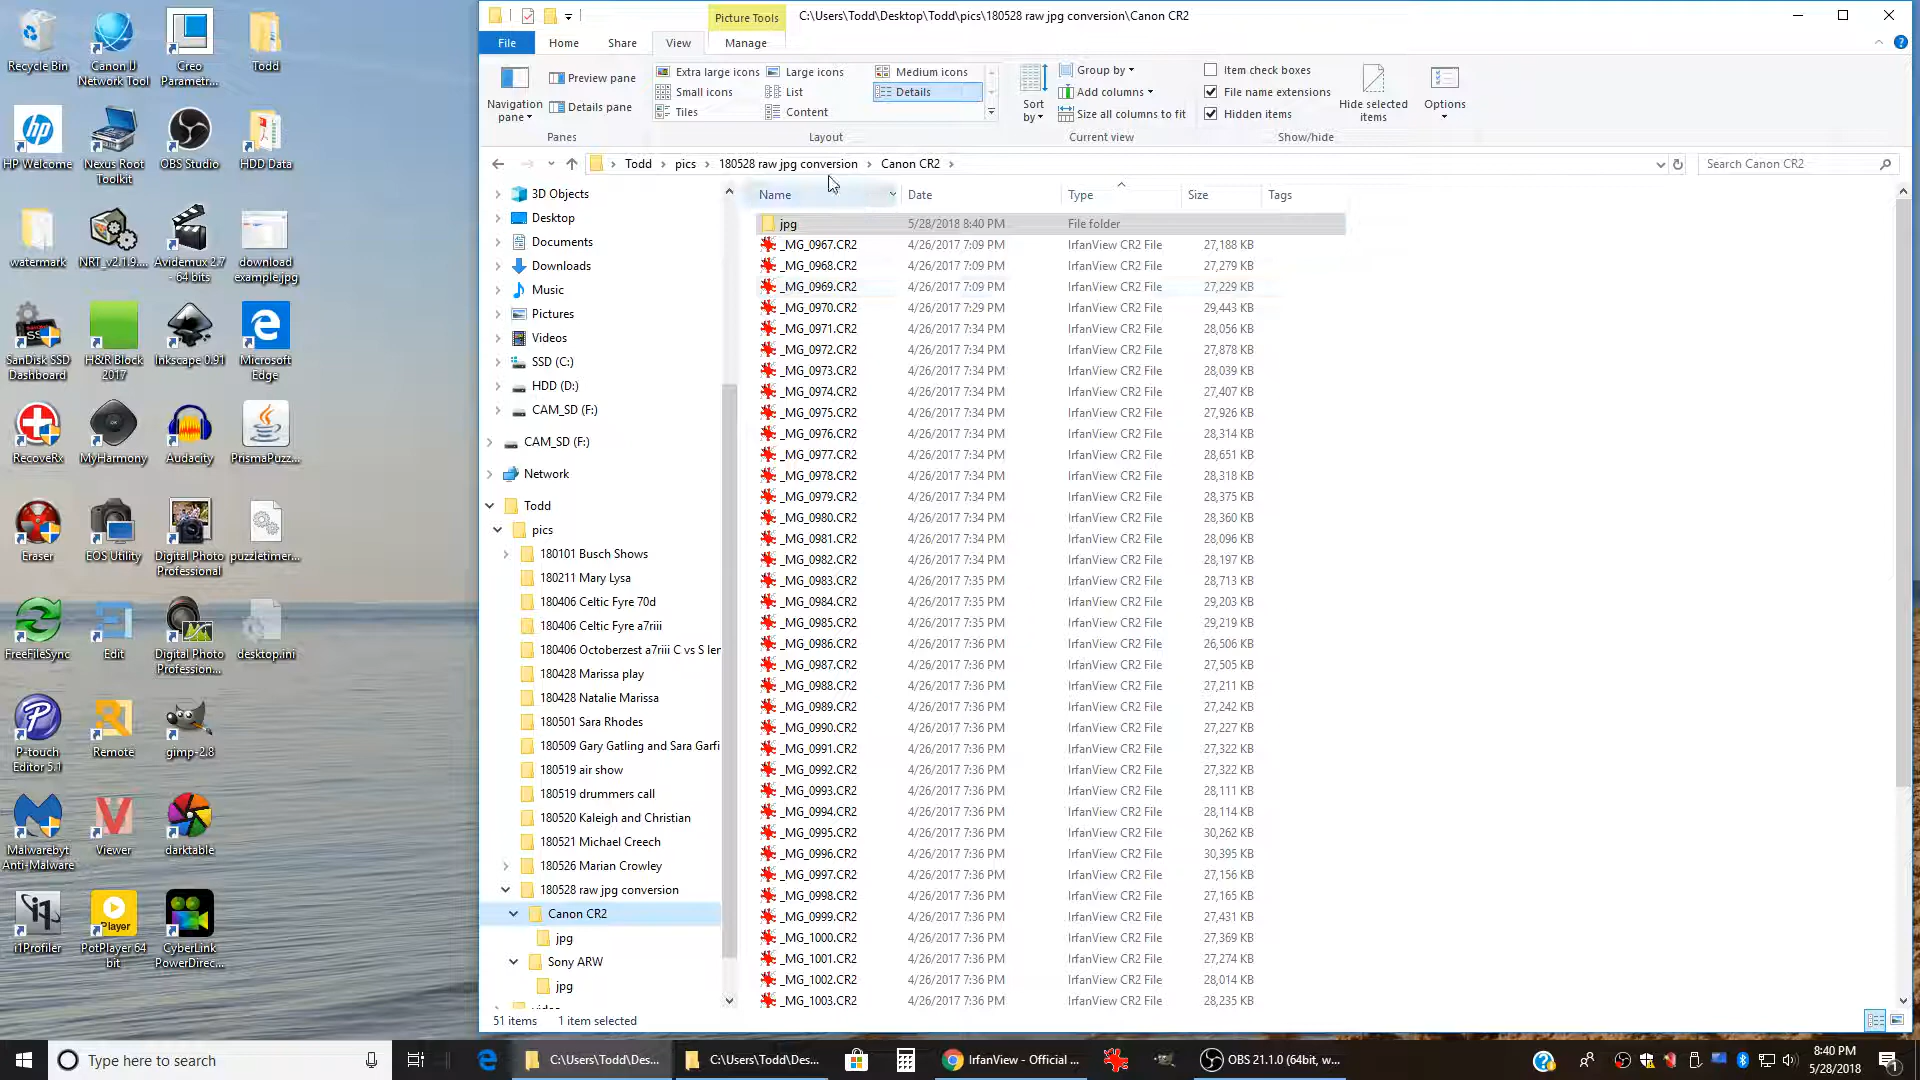 Recycle Bin
Canon IJ
Network Tool
Creo
Parametr...
Todd
HP Welcome
Nexus Root
Toolkit
OBS Studio
HDD Data
watermark
NRT_v2.1.9....
Avidemux 2.7
- 64 bits
download
example.jpg
SanDisk SSD
Dashboard
H&R Block
2017
Inkscape 0.91
Microsoft
Edge
RecoveRx
MyHarmony
Audacity
PrismaPuzz...
Eraser
EOS Utility
Digital Photo
Professional
puzzletimer...
FreeFileSync
Edit
Digital Photo
Profession...
desktop.ini
P-touch
Editor 5.1
Remote
gimp-2.8
Malwarebyt
Anti-Malware
Viewer
darktable
i1Profiler
PotPlayer 64
bit
CyberLink
PowerDirec...
Picture Tools
C:\Users\Todd\Desktop\Todd\pics\180528 raw jpg conversion\Canon CR2
File
Home
Share
View
Manage
Navigation
pane
Preview pane
Details pane
Panes
Extra large icons
Large icons
Medium icons
Small icons
List
Details
Tiles
Content
Layout
Sort
by
Group by
Add columns
Size all columns to fit
Current view
Item check boxes
File name extensions
Hidden items
Hide selected
items
Options
Show/hide
Todd > pics > 180528 raw jpg conversion > Canon CR2 >
Search Canon CR2
3D Objects
Desktop
Documents
Downloads
Music
Pictures
Videos
SSD (C:)
HDD (D:)
CAM_SD (F:)
CAM_SD (F:)
Network
Todd
pics
180101 Busch Shows
180211 Mary Lysa
180406 Celtic Fyre 70d
180406 Celtic Fyre a7riii
180406 Octoberzest a7riii C vs S ler
180428 Marissa play
180428 Natalie Marissa
180501 Sara Rhodes
180509 Gary Gatling and Sara Garfi
180519 air show
180519 drummers call
180520 Kaleigh and Christian
180521 Michael Creech
180526 Marian Crowley
180528 raw jpg conversion
Canon CR2
jpg
Sony ARW
jpg
Name Date Type Size Tags
jpg 5/28/2018 8:40 PM File folder
_MG_0967.CR2 4/26/2017 7:09 PM IrfanView CR2 File 27,188 KB
_MG_0968.CR2 4/26/2017 7:09 PM IrfanView CR2 File 27,279 KB
_MG_0969.CR2 4/26/2017 7:09 PM IrfanView CR2 File 27,229 KB
_MG_0970.CR2 4/26/2017 7:29 PM IrfanView CR2 File 29,443 KB
_MG_0971.CR2 4/26/2017 7:34 PM IrfanView CR2 File 28,056 KB
_MG_0972.CR2 4/26/2017 7:34 PM IrfanView CR2 File 27,878 KB
_MG_0973.CR2 4/26/2017 7:34 PM IrfanView CR2 File 28,039 KB
_MG_0974.CR2 4/26/2017 7:34 PM IrfanView CR2 File 27,407 KB
_MG_0975.CR2 4/26/2017 7:34 PM IrfanView CR2 File 27,926 KB
_MG_0976.CR2 4/26/2017 7:34 PM IrfanView CR2 File 28,314 KB
_MG_0977.CR2 4/26/2017 7:34 PM IrfanView CR2 File 28,651 KB
_MG_0978.CR2 4/26/2017 7:34 PM IrfanView CR2 File 28,318 KB
_MG_0979.CR2 4/26/2017 7:34 PM IrfanView CR2 File 28,375 KB
_MG_0980.CR2 4/26/2017 7:34 PM IrfanView CR2 File 28,360 KB
_MG_0981.CR2 4/26/2017 7:34 PM IrfanView CR2 File 28,096 KB
_MG_0982.CR2 4/26/2017 7:34 PM IrfanView CR2 File 28,197 KB
_MG_0983.CR2 4/26/2017 7:35 PM IrfanView CR2 File 28,713 KB
_MG_0984.CR2 4/26/2017 7:35 PM IrfanView CR2 File 29,203 KB
_MG_0985.CR2 4/26/2017 7:35 PM IrfanView CR2 File 29,219 KB
_MG_0986.CR2 4/26/2017 7:36 PM IrfanView CR2 File 26,506 KB
_MG_0987.CR2 4/26/2017 7:36 PM IrfanView CR2 File 27,505 KB
_MG_0988.CR2 4/26/2017 7:36 PM IrfanView CR2 File 27,211 KB
_MG_0989.CR2 4/26/2017 7:36 PM IrfanView CR2 File 27,242 KB
_MG_0990.CR2 4/26/2017 7:36 PM IrfanView CR2 File 27,227 KB
_MG_0991.CR2 4/26/2017 7:36 PM IrfanView CR2 File 27,322 KB
_MG_0992.CR2 4/26/2017 7:36 PM IrfanView CR2 File 27,322 KB
_MG_0993.CR2 4/26/2017 7:36 PM IrfanView CR2 File 28,111 KB
_MG_0994.CR2 4/26/2017 7:36 PM IrfanView CR2 File 28,114 KB
_MG_0995.CR2 4/26/2017 7:36 PM IrfanView CR2 File 30,262 KB
_MG_0996.CR2 4/26/2017 7:36 PM IrfanView CR2 File 30,395 KB
_MG_0997.CR2 4/26/2017 7:36 PM IrfanView CR2 File 27,156 KB
_MG_0998.CR2 4/26/2017 7:36 PM IrfanView CR2 File 27,165 KB
_MG_0999.CR2 4/26/2017 7:36 PM IrfanView CR2 File 27,431 KB
_MG_1000.CR2 4/26/2017 7:36 PM IrfanView CR2 File 27,369 KB
_MG_1001.CR2 4/26/2017 7:36 PM IrfanView CR2 File 27,274 KB
_MG_1002.CR2 4/26/2017 7:36 PM IrfanView CR2 File 28,014 KB
_MG_1003.CR2 4/26/2017 7:36 PM IrfanView CR2 File 28,235 KB
51 items 1 item selected
Type here to search
C:\Users\Todd\Des...
C:\Users\Todd\Des...
IrfanView - Official ...
OBS 21.1.0 (64bit, w...
8:40 PM
5/28/2018